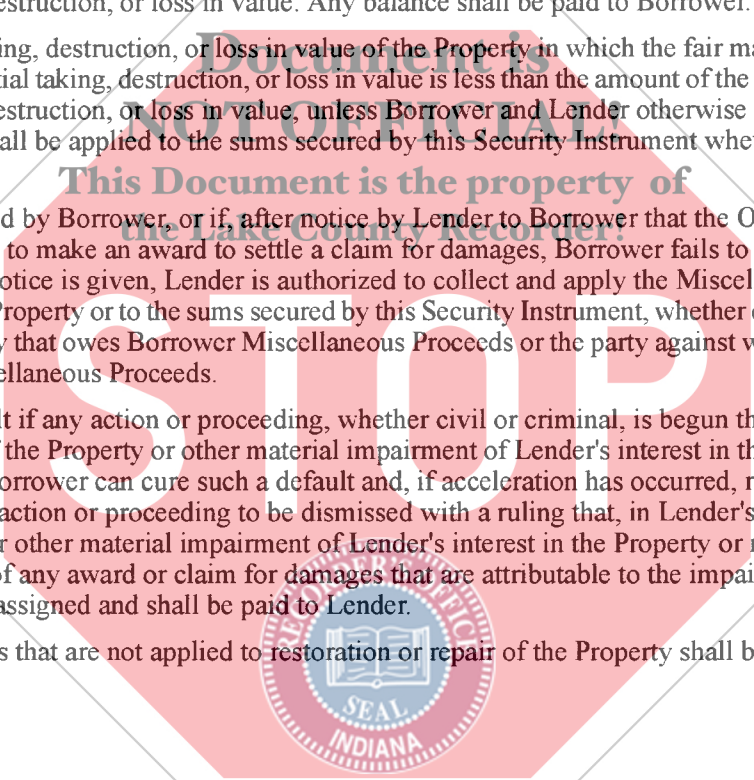 estruction, or loss in value. Any balance shall be paid to Borrower.
ing, destruction, or loss in value of the Property in which the fair ma
Document is
tial taking, destruction, or loss in value is less than the amount of the
estruction, or loss in value, unless Borrower and Lender otherwise
NOT OFFICIAL!
all be applied to the sums secured by this Security Instrument whe
This Document is the property of
d by Borrower, or if, after notice by Lender to Borrower that the O
the Lake County Recorder!
to make an award to settle a claim for damages, Borrower fails to
otice is given, Lender is authorized to collect and apply the Miscel
Property or to the sums secured by this Security Instrument, whether
y that owes Borrower Miscellaneous Proceeds or the party against w
ellaneous Proceeds.
STOP
lt if any action or proceeding, whether civil or criminal, is begun th
f the Property or other material impairment of Lender's interest in th
orrower can cure such a default and, if acceleration has occurred, r
action or proceeding to be dismissed with a ruling that, in Lender's
r other material impairment of Lender's interest in the Property or r
of any award or claim for damages that are attributable to the impai
assigned and shall be paid to Lender.
s that are not applied to restoration or repair of the Property shall b
RECORDER'S OFFICE
SEAL
INDIANA